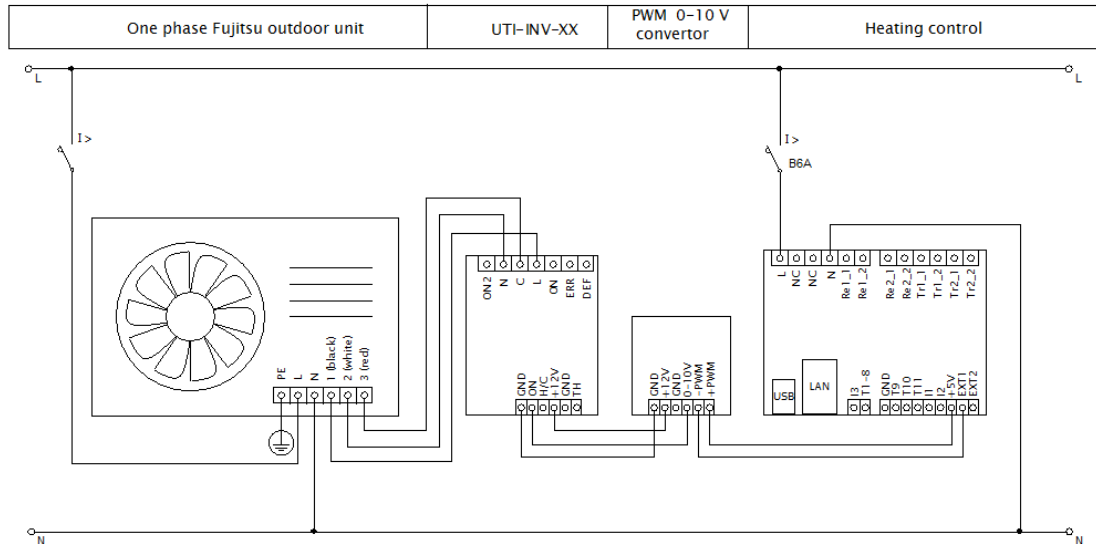 One phase Fujitsu outdoor unit
UTI-INV-XX
PWM 0-10 V
convertor
Heating control
L
L
I >
I >
B6A
ON2
N
C
L
ON
ERR
DEF
L
NC
NC
N
Re1_1
Re1_2
Re2_1
Re2_2
Tr1_1
Tr1_2
Tr2_1
Tr2_2
PE
L
N
1 (black)
2 (white)
3 (red)
GND
ON
H/C
+12V
GND
TH
GND
+12V
GND
0-10V
-PWM
+PWM
USB
LAN
I3
T1-8
GND
T9
T10
T11
I1
I2
+5V
EXT1
EXT2
N
N